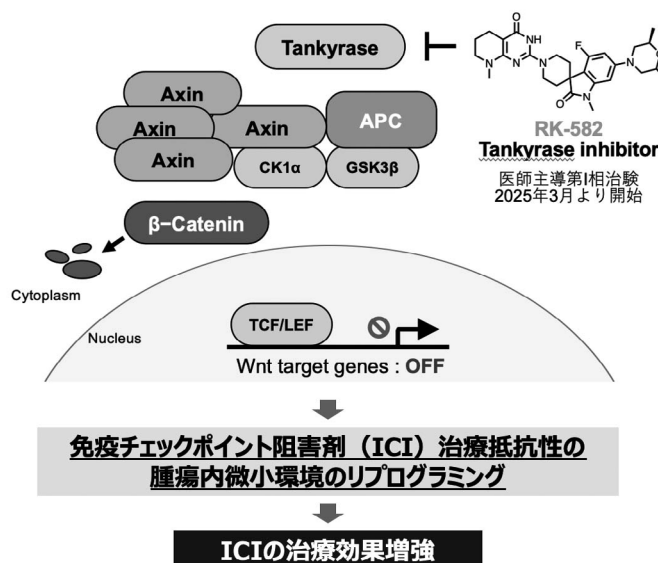 Tankyrase
O
NH
N
N
N
N
F
N
O
O
N
RK-582
Tankyrase inhibitor
医師主導第I相治験
2025年3月より開始
Axin
Axin
Axin
APC
Axin
CK1α
GSK3β
β−Catenin
Cytoplasm
Nucleus
TCF/LEF
Wnt target genes : OFF
免疫チェックポイント阻害剤（ICI）治療抵抗性の
腫瘍内微小環境のリプログラミング
ICIの治療効果増強